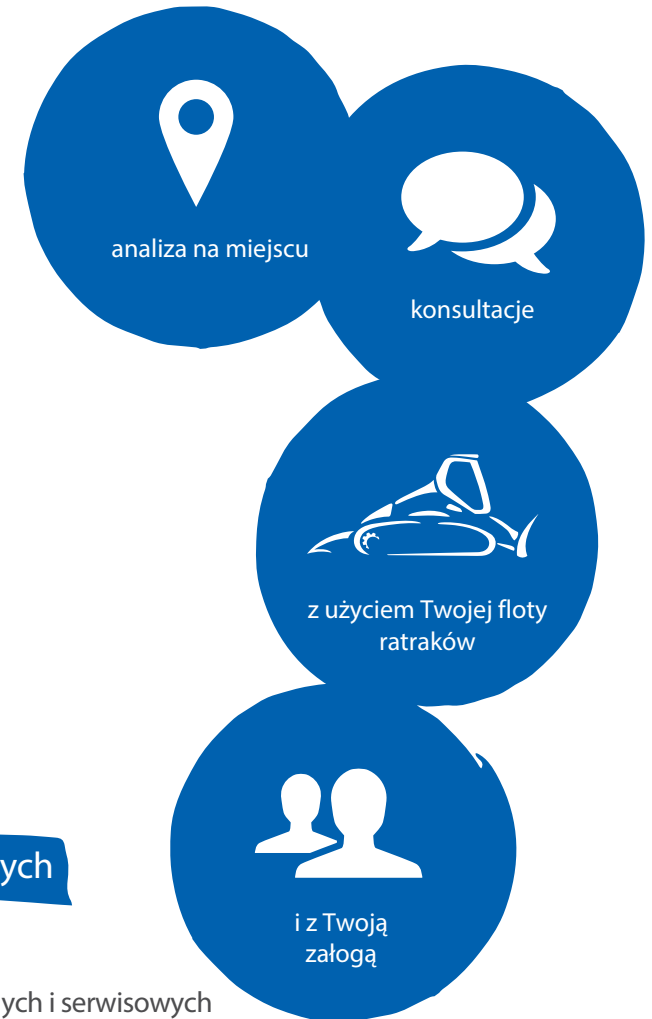 analiza na miejscu
konsultacje
z użyciem Twojej floty
ratraków
i z Twoją
załogą
ych
ych i serwisowych